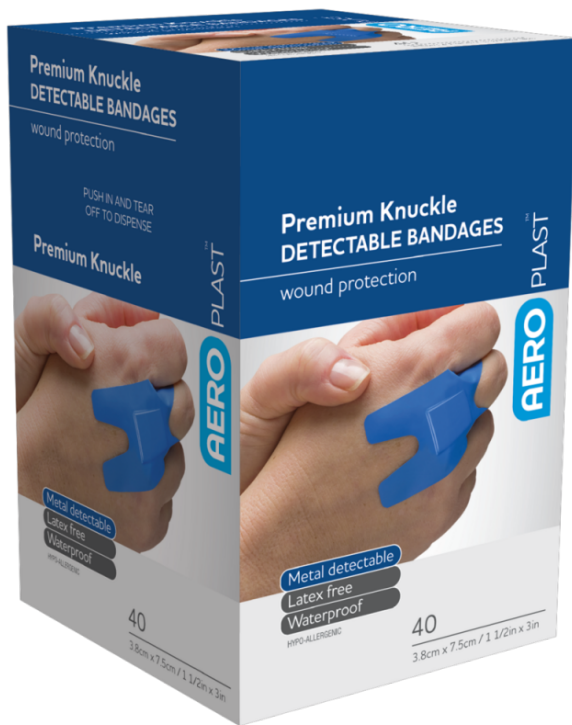 Premium Knuckle
DETECTABLE BANDAGES
wound protection
PUSH IN AND TEAR
OFF TO DISPENSE
Premium Knuckle
AERO PLAST™
Metal detectable
Latex free
Waterproof
HYPO-ALLERGENIC
40
3.8cm x 7.5cm / 1 1/2in x 3in
Premium Knuckle
DETECTABLE BANDAGES
wound protection
AERO PLAST™
Metal detectable
Latex free
Waterproof
HYPO-ALLERGENIC
40
3.8cm x 7.5cm / 1 1/2in x 3in